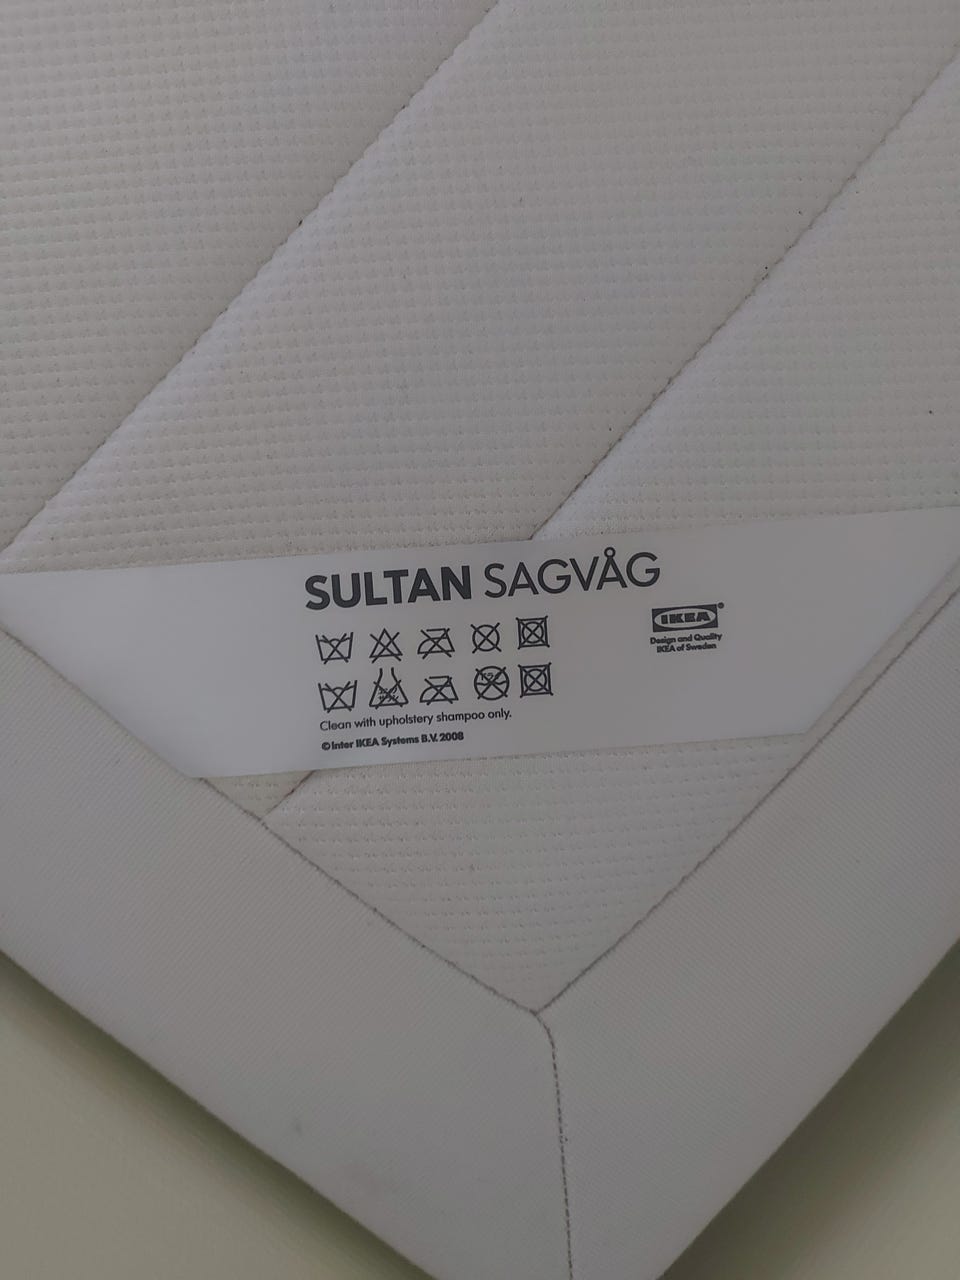 SULTAN SAGVÅG
IKEA®
Design and Quality
IKEA of Sweden
Clean with upholstery shampoo only.
©Inter IKEA Systems B.V. 2008